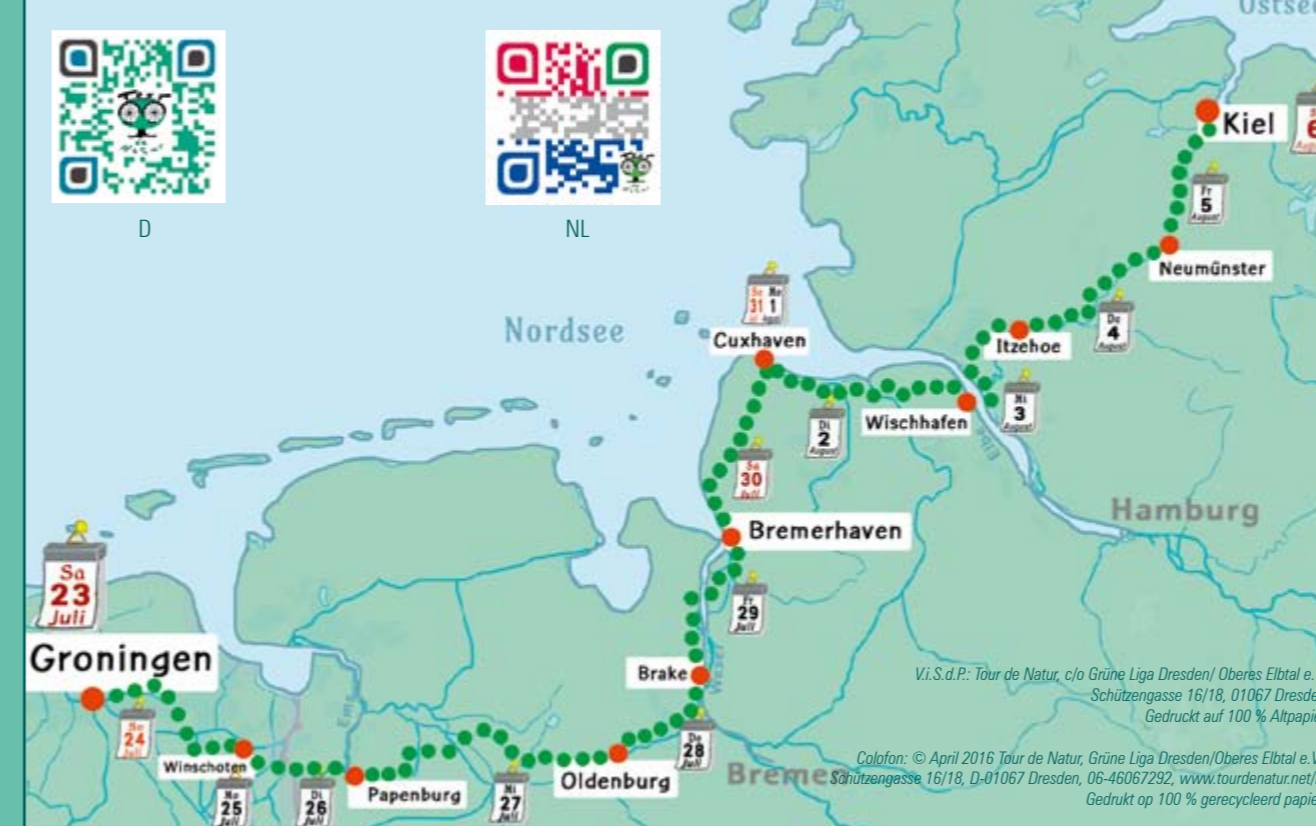 Ostsee
D
NL
Kiel
Fr
5
August
Neumünster
Nordsee
So Mo
31 1
Cuxhaven
Do
4
August
Itzehoe
Mi
3
August
Di
2
August
Wischhafen
Elbe
Sa
30
Juli
Hamburg
Bremerhaven
Sa
23
Juli
Fr
29
Juli
Groningen
Brake
Weser
V.i.S.d.P.: Tour de Natur, c/o Grüne Liga Dresden/ Oberes Elbtal e.
Schützengasse 16/18, 01067 Dresde
Gedruckt auf 100 % Altpapi
Ems
So
24
Juli
Winschoten
Do
28
Juli
Mo
25
Juli
Di
26
Juli
Papenburg
Mi
27
Juli
Oldenburg
Colofon: © April 2016 Tour de Natur, Grüne Liga Dresden/Oberes Elbtal e.V
Schützengasse 16/18, D-01067 Dresden, 06-46067292, www.tourdenatur.net/
Gedrukt op 100 % gerecycleerd papie